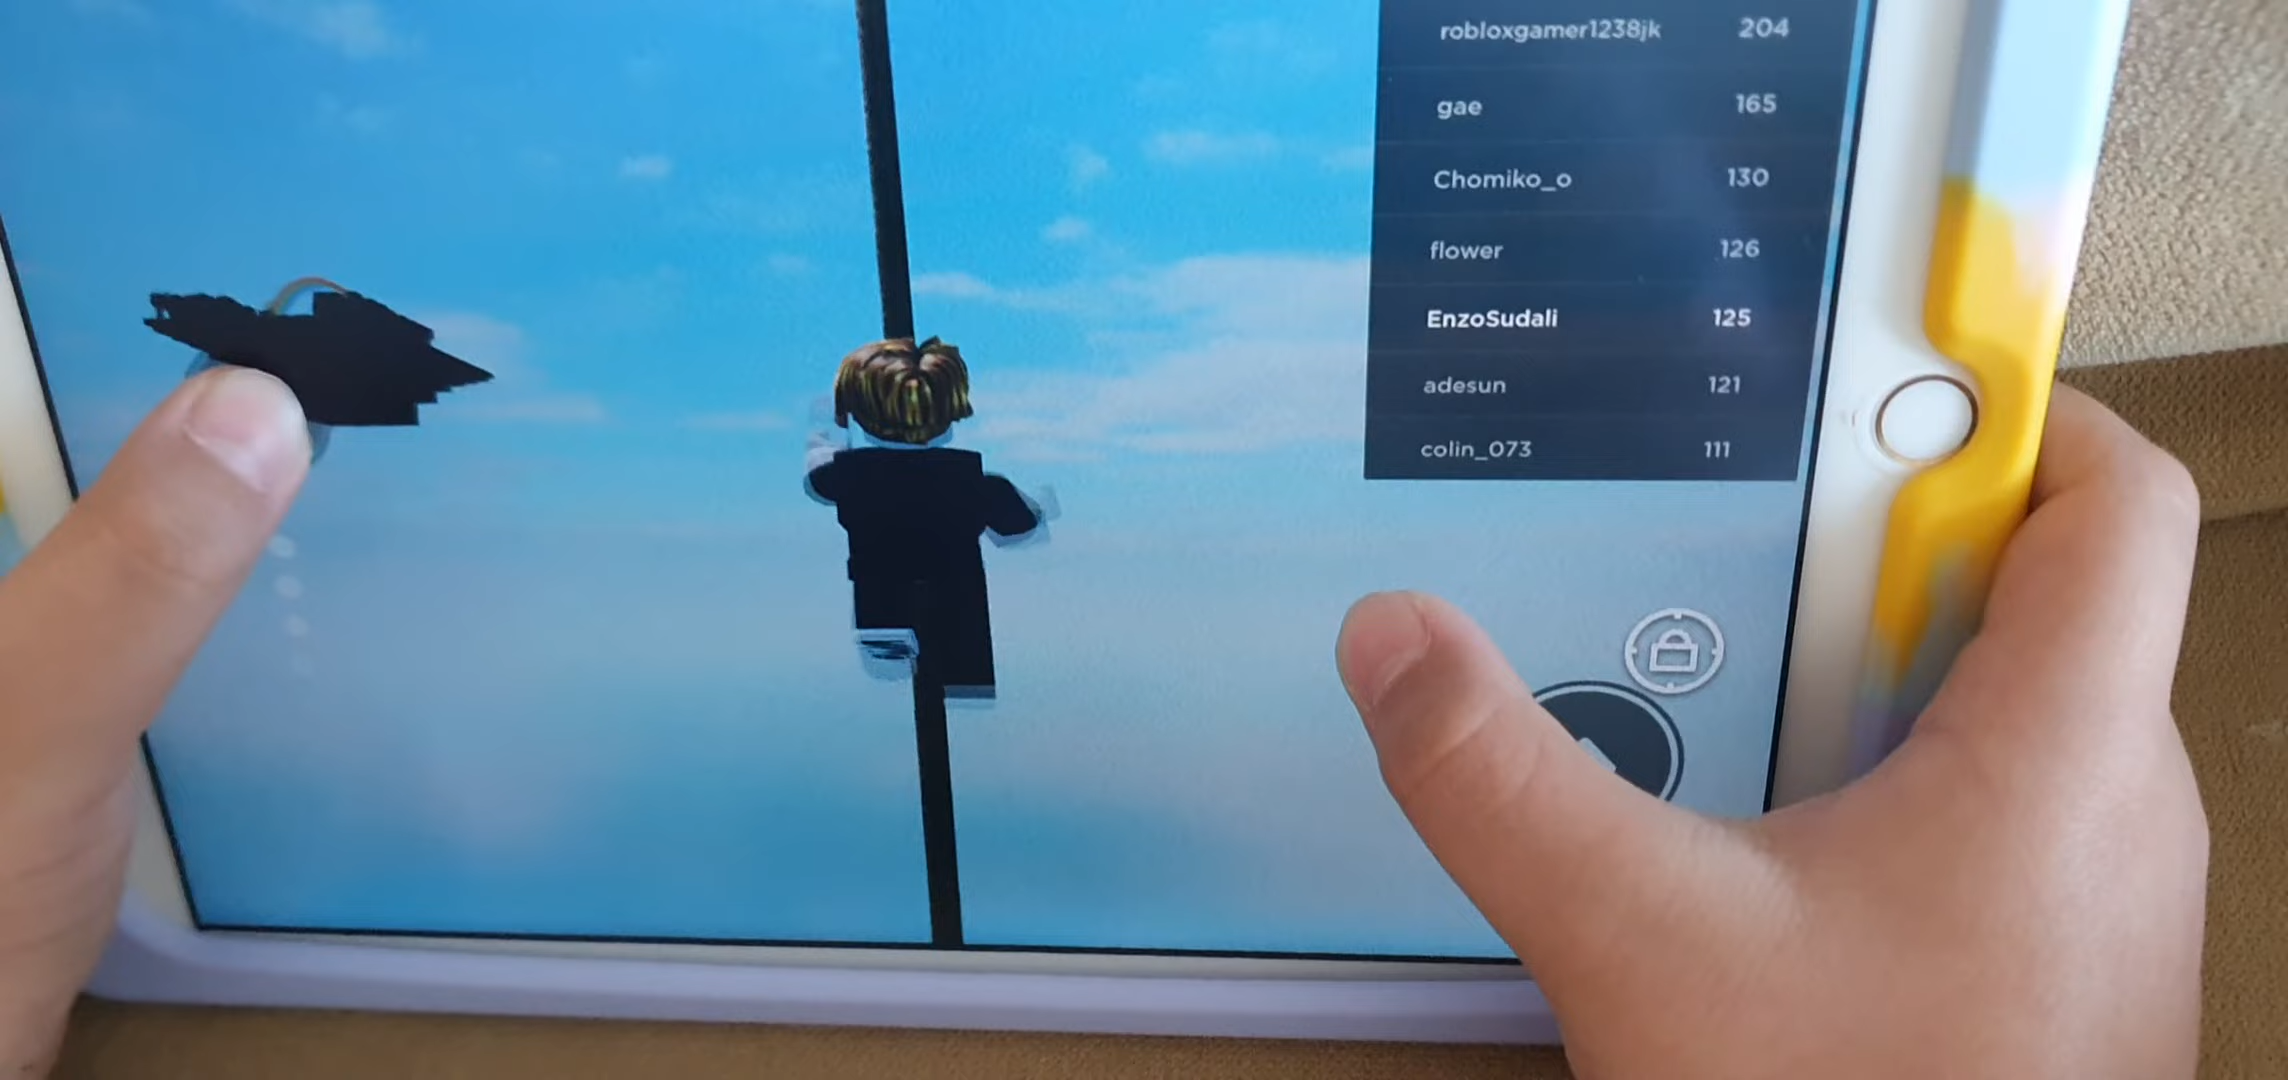 robloxgamer1238jk 204
gae 165
Chomiko_o 130
flower 126
EnzoSudali 125
adesun 121
colin_073 111